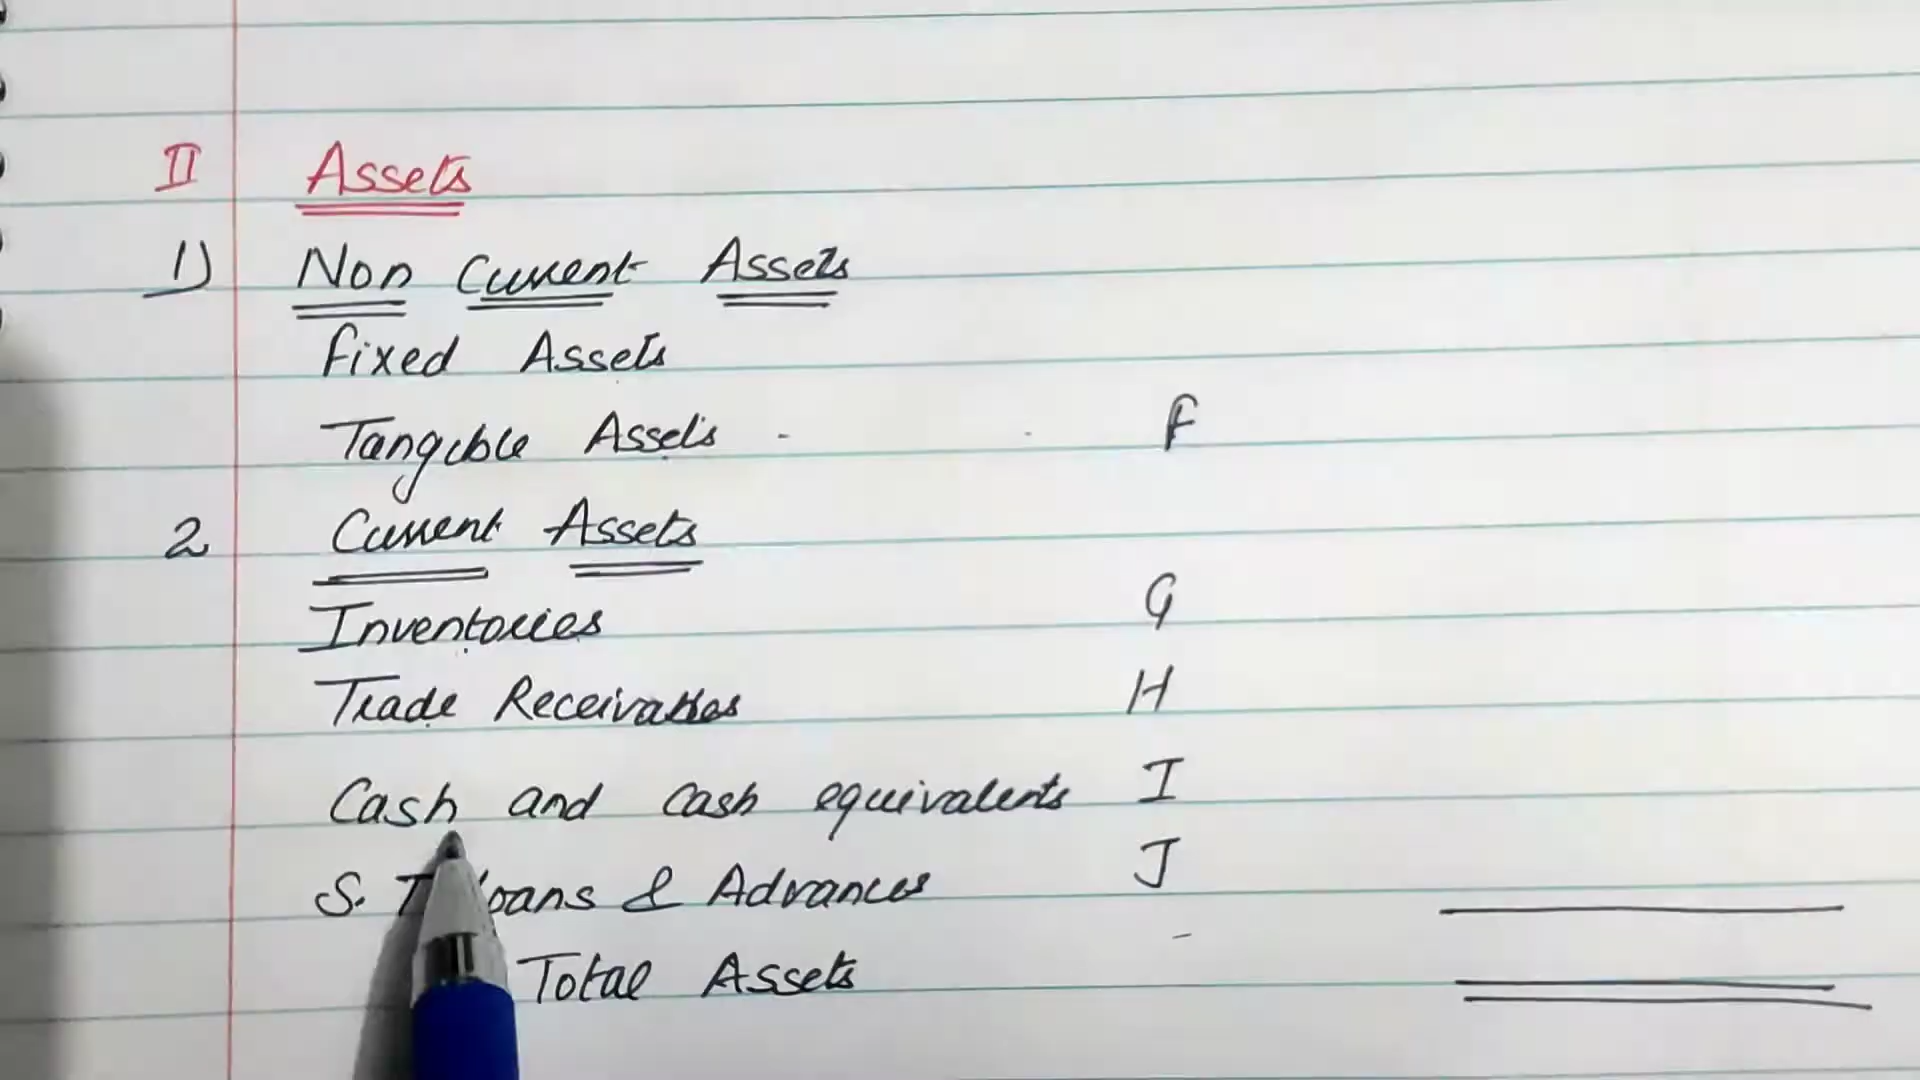 II Assets
1) Non Current Assets
Fixed Assets
Tangible Assets - F
2 Current Assets
Inventories G
Trade Receivables H
Cash and cash equivalents I
S. T Loans & Advances J
Total Assets